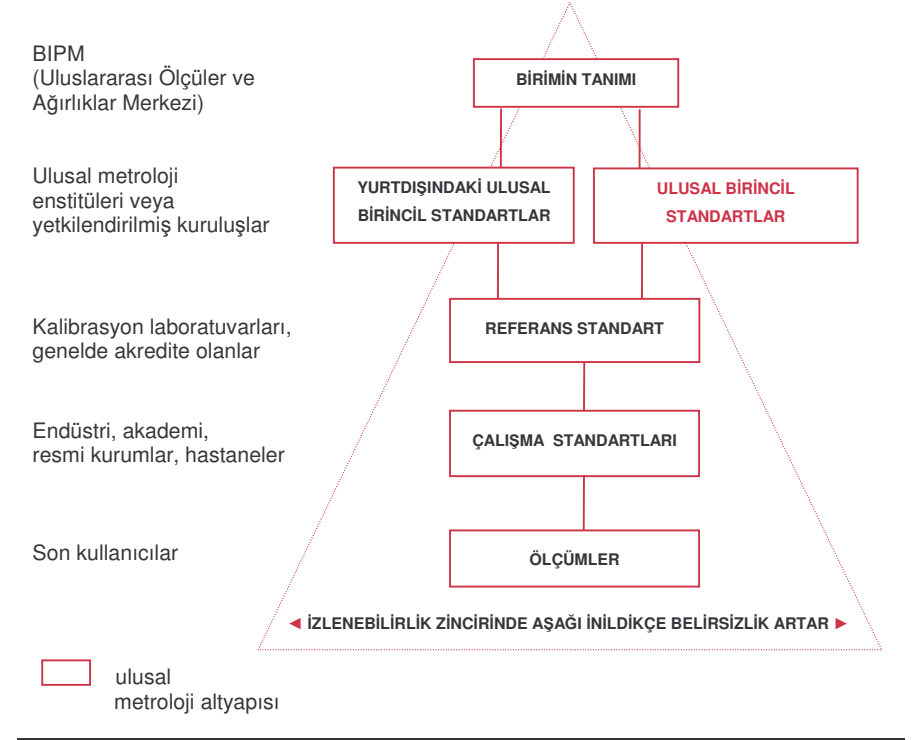 BIPM
(Uluslararası Ölçüler ve
Ağırlıklar Merkezi)
BİRİMİN TANIMI
Ulusal metroloji
enstitüleri veya
yetkilendirilmiş kuruluşlar
YURTDIŞINDAKİ ULUSAL
BİRİNCİL STANDARTLAR
ULUSAL BİRİNCİL
STANDARTLAR
Kalibrasyon laboratuvarları,
genelde akredite olanlar
REFERANS STANDART
Endüstri, akademi,
resmi kurumlar, hastaneler
ÇALIŞMA STANDARTLARI
Son kullanıcılar
ÖLÇÜMLER
◄ İZLENEBİLİRLİK ZİNCİRİNDE AŞAĞI İNİLDİKÇE BELİRSİZLİK ARTAR ►
ulusal
metroloji altyapısı